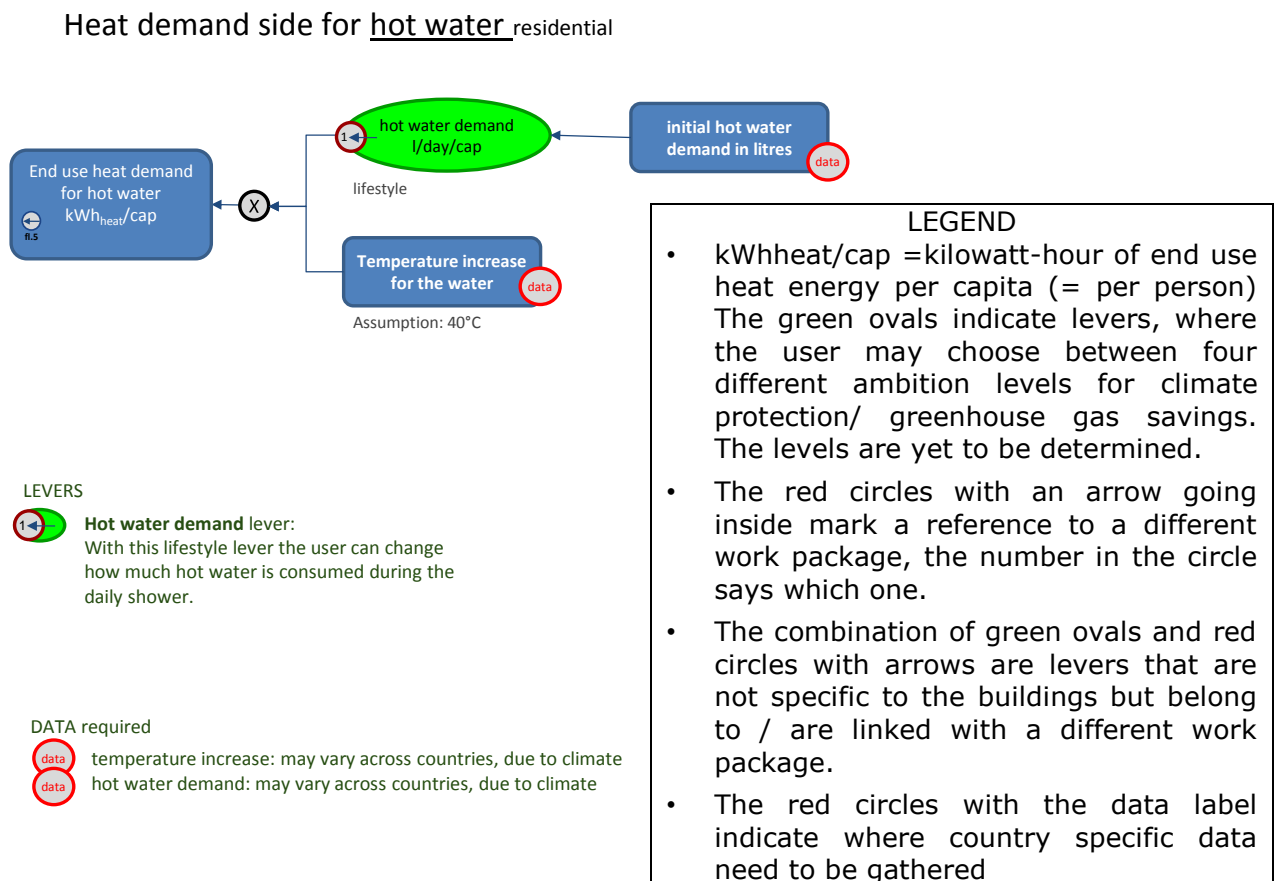 Heat demand side for hot water residential
hot water demand
l/day/cap
1
lifestyle
initial hot water
demand in litres
data
End use heat demand
for hot water
kWhheat/cap
fl.5
X
Temperature increase
for the water
data
Assumption: 40°C
LEGEND
• kWhheat/cap =kilowatt-hour of end use
heat energy per capita (= per person)
The green ovals indicate levers, where
the user may choose between four
different ambition levels for climate
protection/ greenhouse gas savings.
The levels are yet to be determined.
• The red circles with an arrow going
inside mark a reference to a different
work package, the number in the circle
says which one.
• The combination of green ovals and red
circles with arrows are levers that are
not specific to the buildings but belong
to / are linked with a different work
package.
• The red circles with the data label
indicate where country specific data
need to be gathered
LEVERS
1
Hot water demand lever:
With this lifestyle lever the user can change
how much hot water is consumed during the
daily shower.
DATA required
data temperature increase: may vary across countries, due to climate
data hot water demand: may vary across countries, due to climate